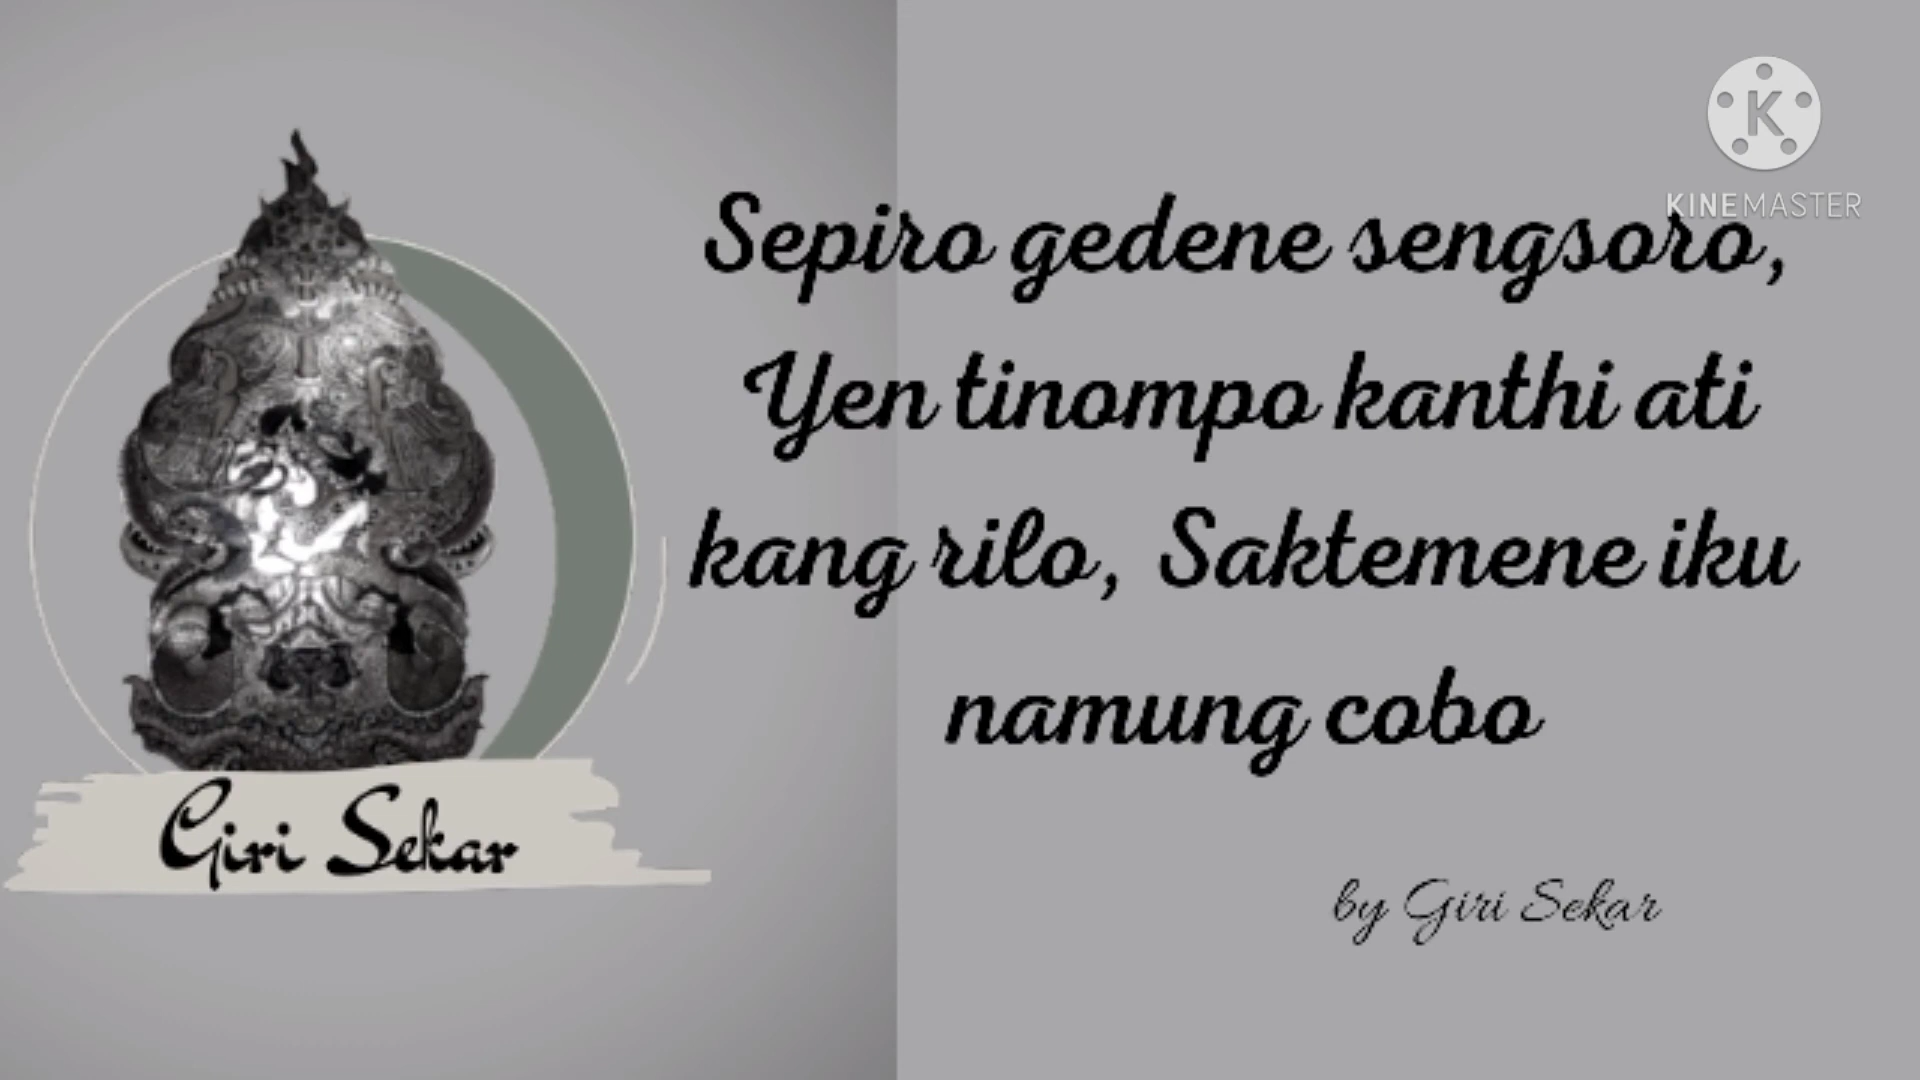 KINEMASTER
Sepiro gedene sengsoro,
Yen tinompo kanthi ati
kang rilo, Saktemene iku
namung cobo
Giri Sekar
by Giri Sekar